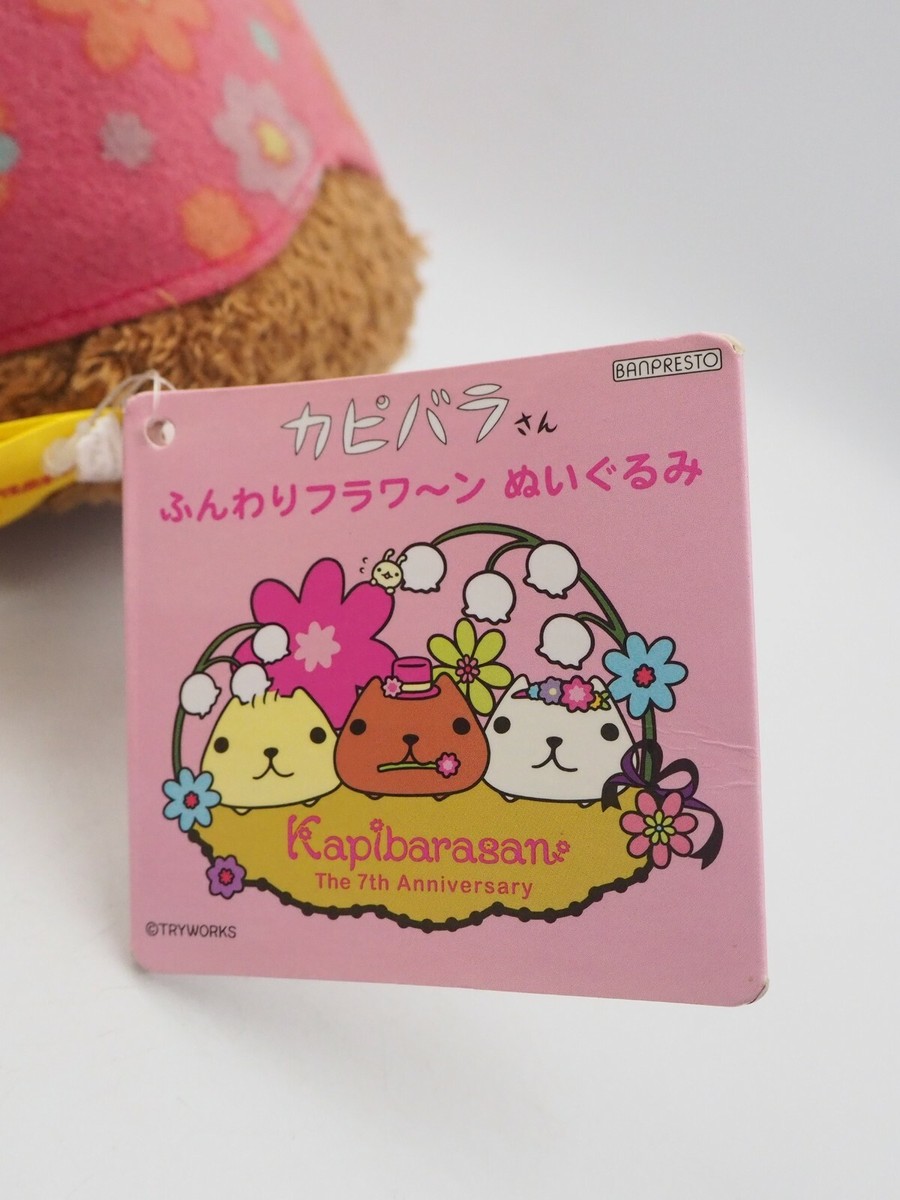 BANPRESTO
カピバラさん
ふんわりフラワ～ン ぬいぐるみ
Kapibarasan
The 7th Anniversary
©TRYWORKS